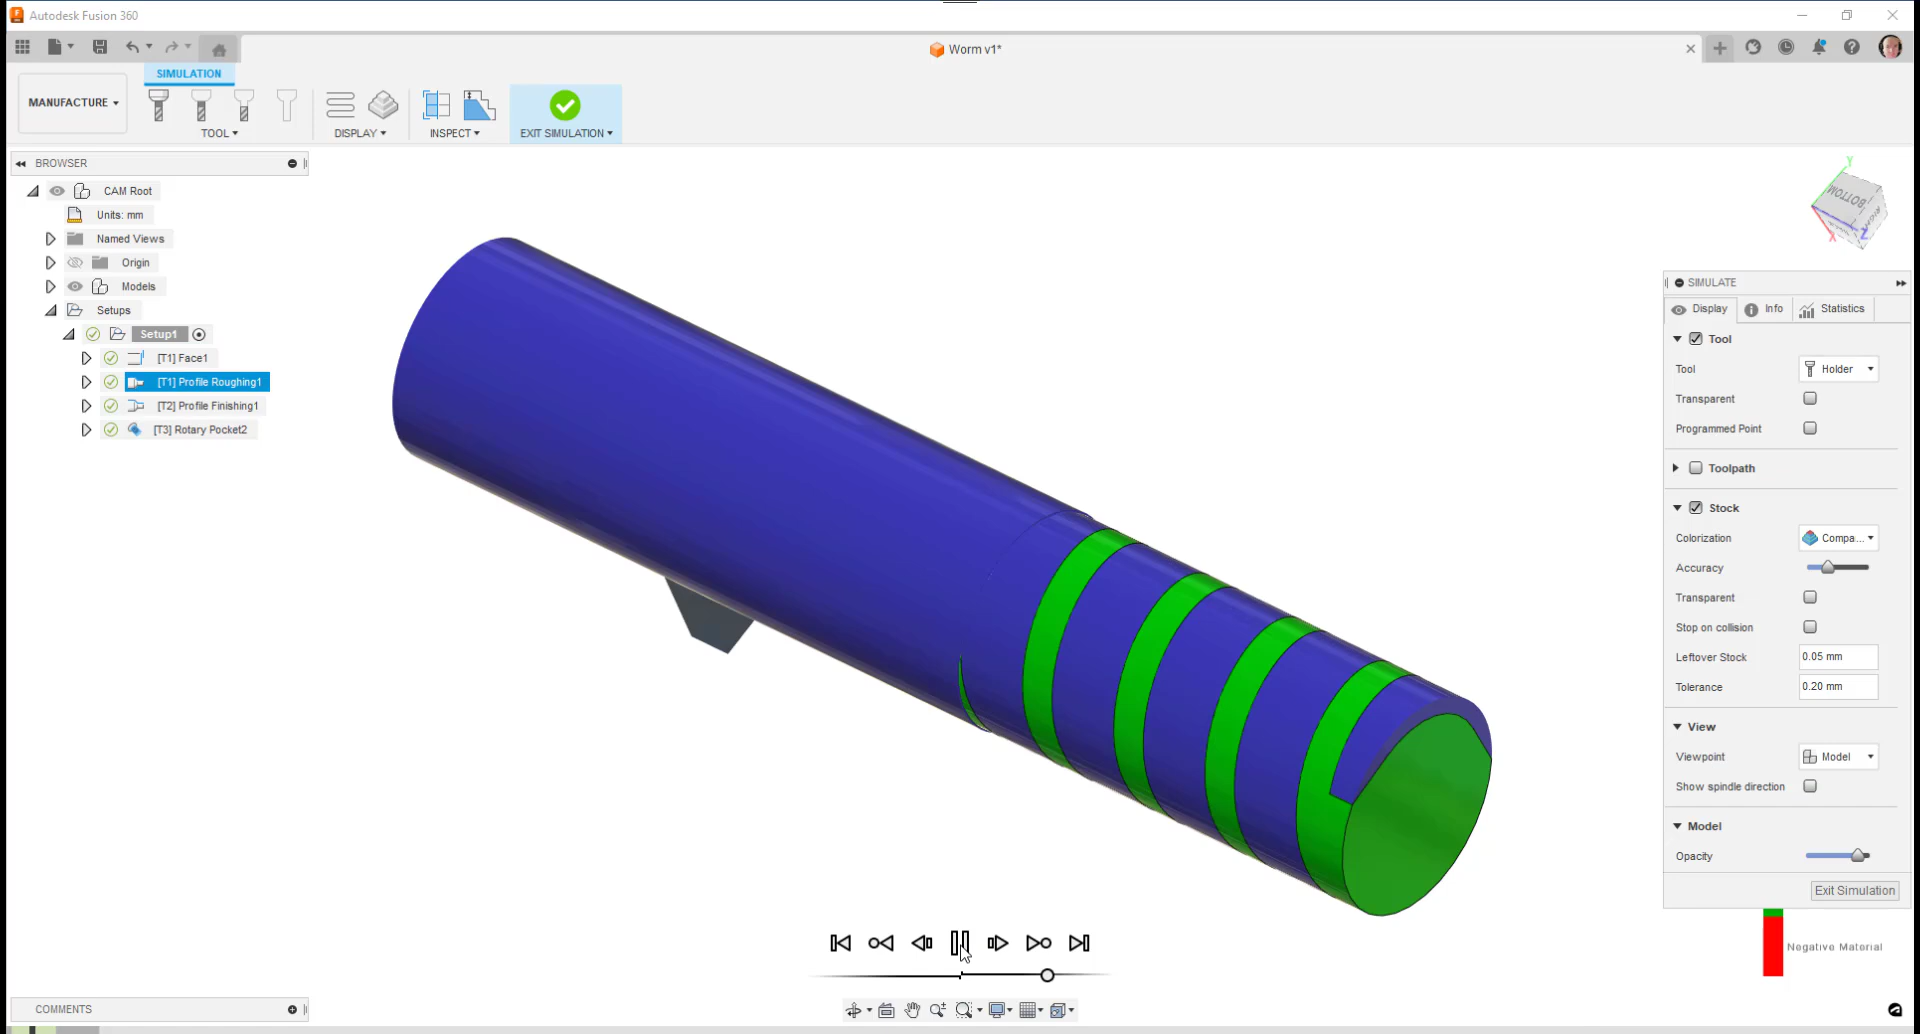 Autodesk Fusion 360
Worm v1*
SIMULATION
MANUFACTURE
TOOL
DISPLAY
INSPECT
EXIT SIMULATION
BROWSER
CAM Root
Units: mm
Named Views
Origin
Models
Setups
Setup1
[T1] Face1
[T1] Profile Roughing1
[T2] Profile Finishing1
[T3] Rotary Pocket2
Y
BOTTOM
X
Z
SIMULATE
Display
Info
Statistics
Tool
Tool
Holder
Transparent
Programmed Point
Toolpath
Stock
Colorization
Compa...
Accuracy
Transparent
Stop on collision
Leftover Stock
0.05 mm
Tolerance
0.20 mm
View
Viewpoint
Model
Show spindle direction
Model
Opacity
Exit Simulation
Negative Material
COMMENTS